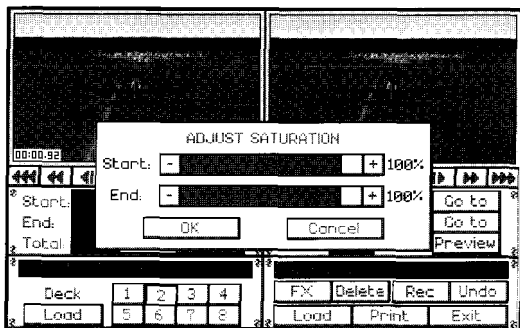 00:00.92
ADJUST SATURATION
Start: - + 100%
End: - + 100%
OK Cancel
Start:
End:
Total:
Go to
Go to
Preview
Deck 1 2 3 4
Load 5 6 7 8
FX Delete Rec Undo
Load Print Exit